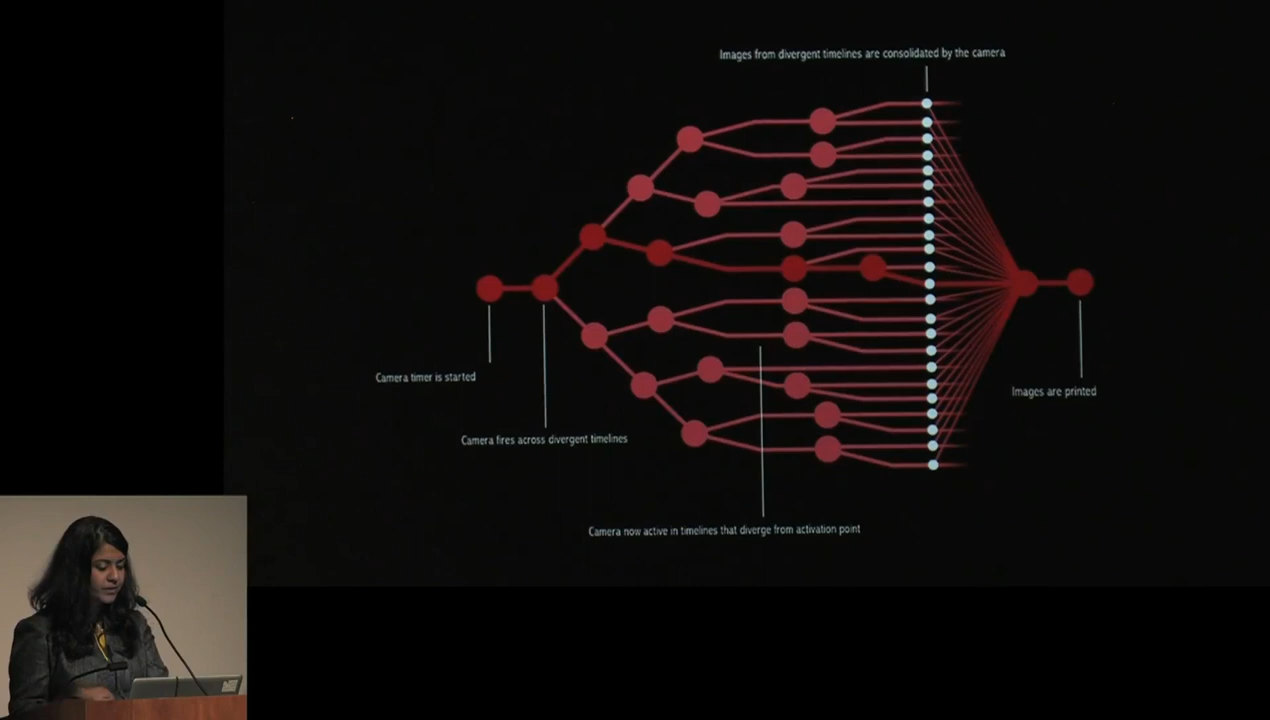 Images from divergent timelines are consolidated by the camera
Camera timer is started
Images are printed
Camera fires across divergent timelines
Camera now active in timelines that diverge from activation point